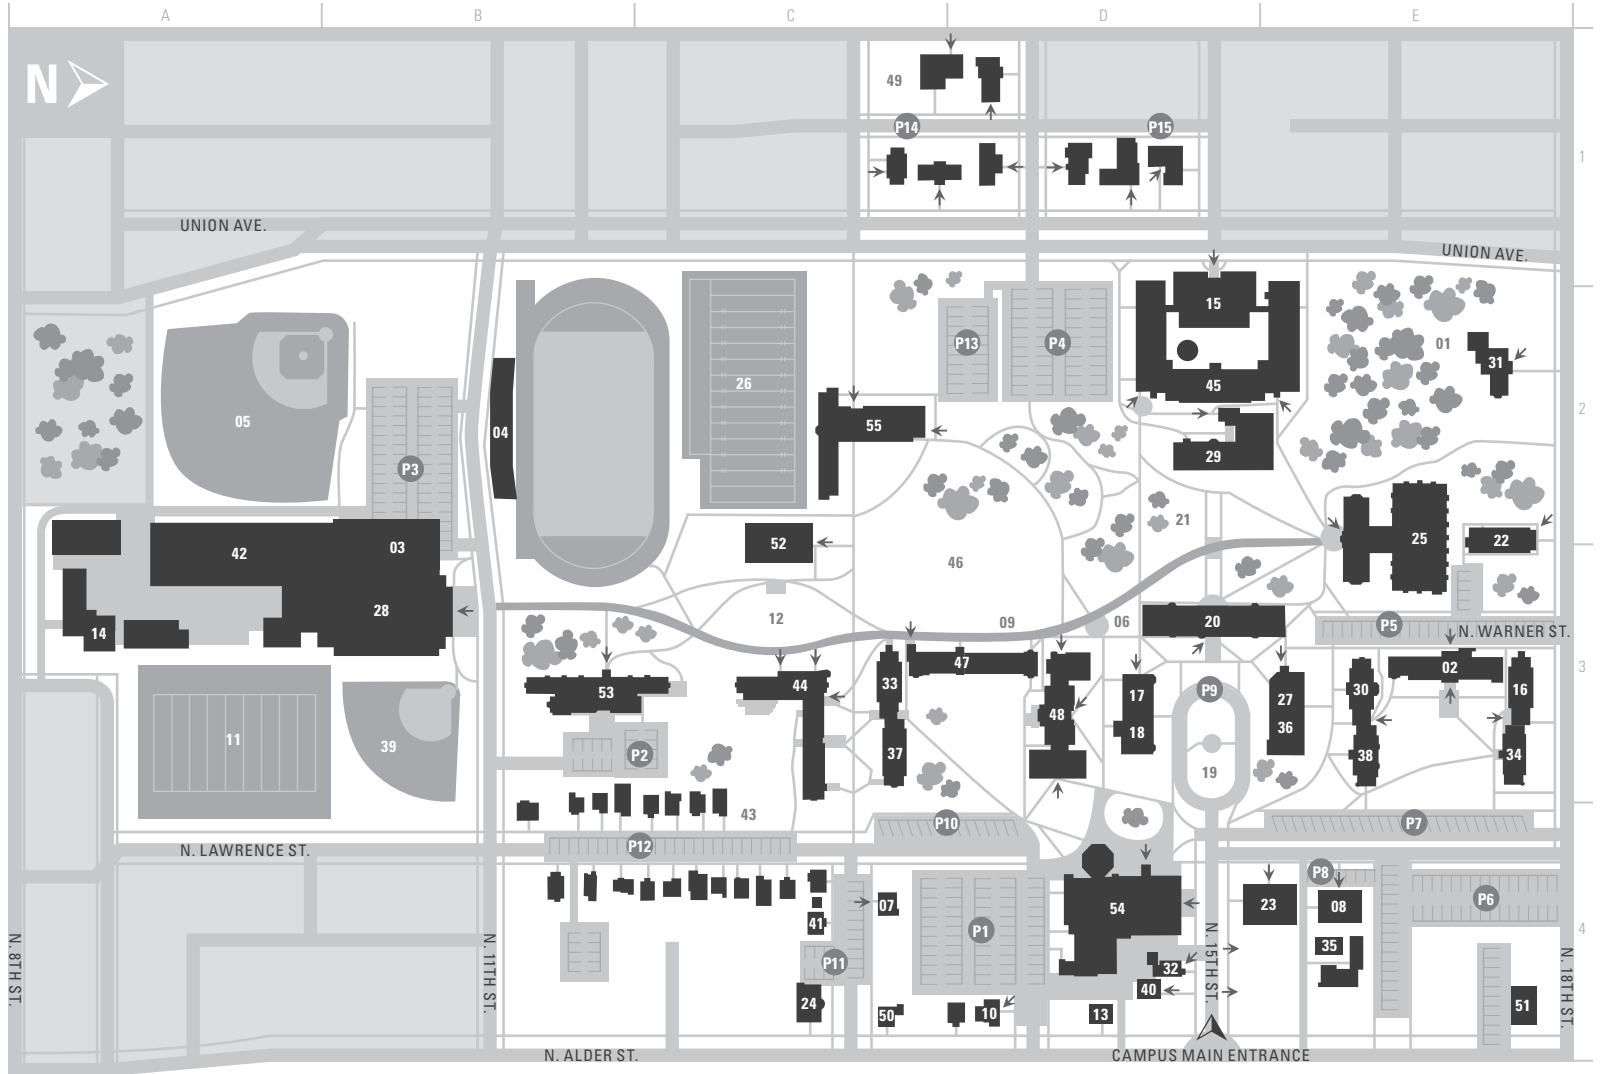 A B C D E
N
49
P14 P15
1
UNION AVE.
UNION AVE.
15
P13 P4
01
31
26
45
2
05
04
55
29
P3
21
25
22
42 03
52
46
28
12
09 06
20
P5
N. WARNER ST.
14
3
47
02
53
44
33
P9
30
16
17
27
48
18
36
11
39
37
38
34
P2
19
43
P10
P7
P12
N. LAWRENCE ST.
P8
07
54
23
08
P6
41
P1
4
35
P11
32
24
40
50
10
13
51
N. 8TH ST.
N. 11TH ST.
N. 15TH ST.
N. 18TH ST.
N. ALDER ST.
CAMPUS MAIN ENTRANCE